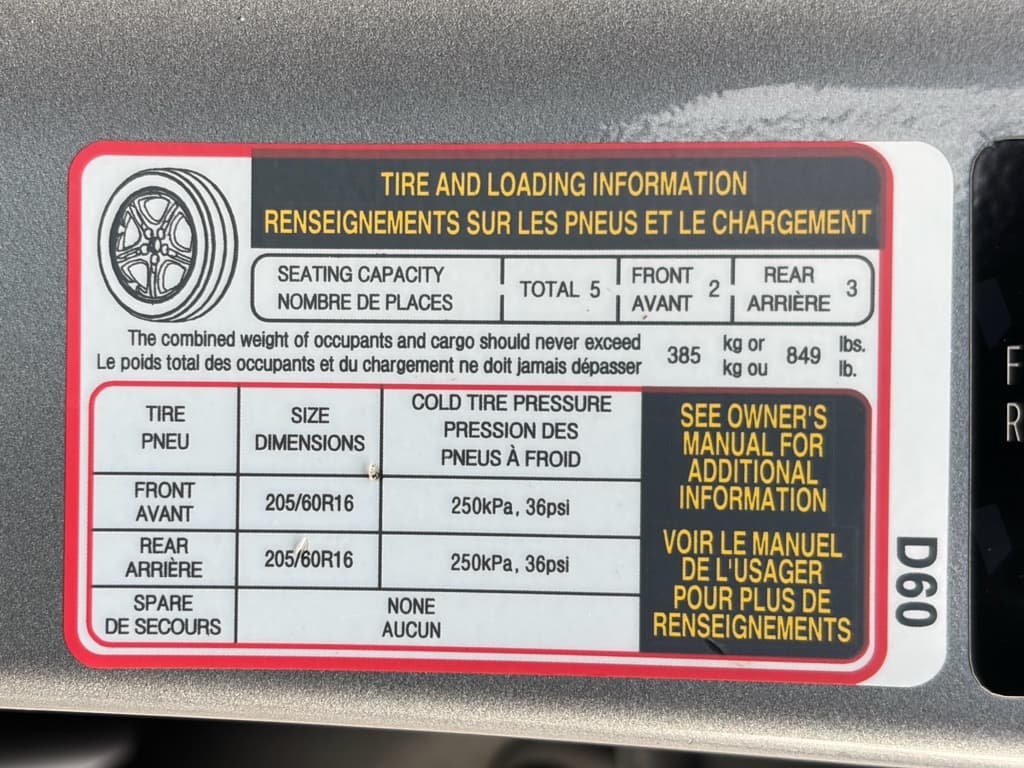 TIRE AND LOADING INFORMATION
RENSEIGNEMENTS SUR LES PNEUS ET LE CHARGEMENT
SEATING CAPACITY
NOMBRE DE PLACES
TOTAL 5
FRONT
AVANT
2
REAR
ARRIÈRE
3
The combined weight of occupants and cargo should never exceed
Le poids total des occupants et du chargement ne doit jamais dépasser
385
kg or
kg ou
849
lbs.
lb.
TIRE
PNEU
SIZE
DIMENSIONS
COLD TIRE PRESSURE
PRESSION DES
PNEUS À FROID
FRONT
AVANT
205/60R16
250kPa, 36psi
REAR
ARRIÈRE
205/60R16
250kPa, 36psi
SPARE
DE SECOURS
NONE
AUCUN
SEE OWNER'S
MANUAL FOR
ADDITIONAL
INFORMATION
VOIR LE MANUEL
DE L'USAGER
POUR PLUS DE
RENSEIGNEMENTS
D60
F
R